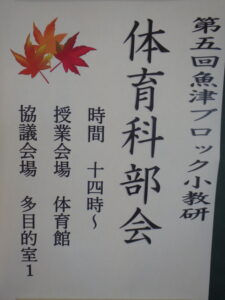 第五回魚津ブロック小教研
体育科部会
時間　十四時～
授業会場　体育館
協議会場　多目的室1